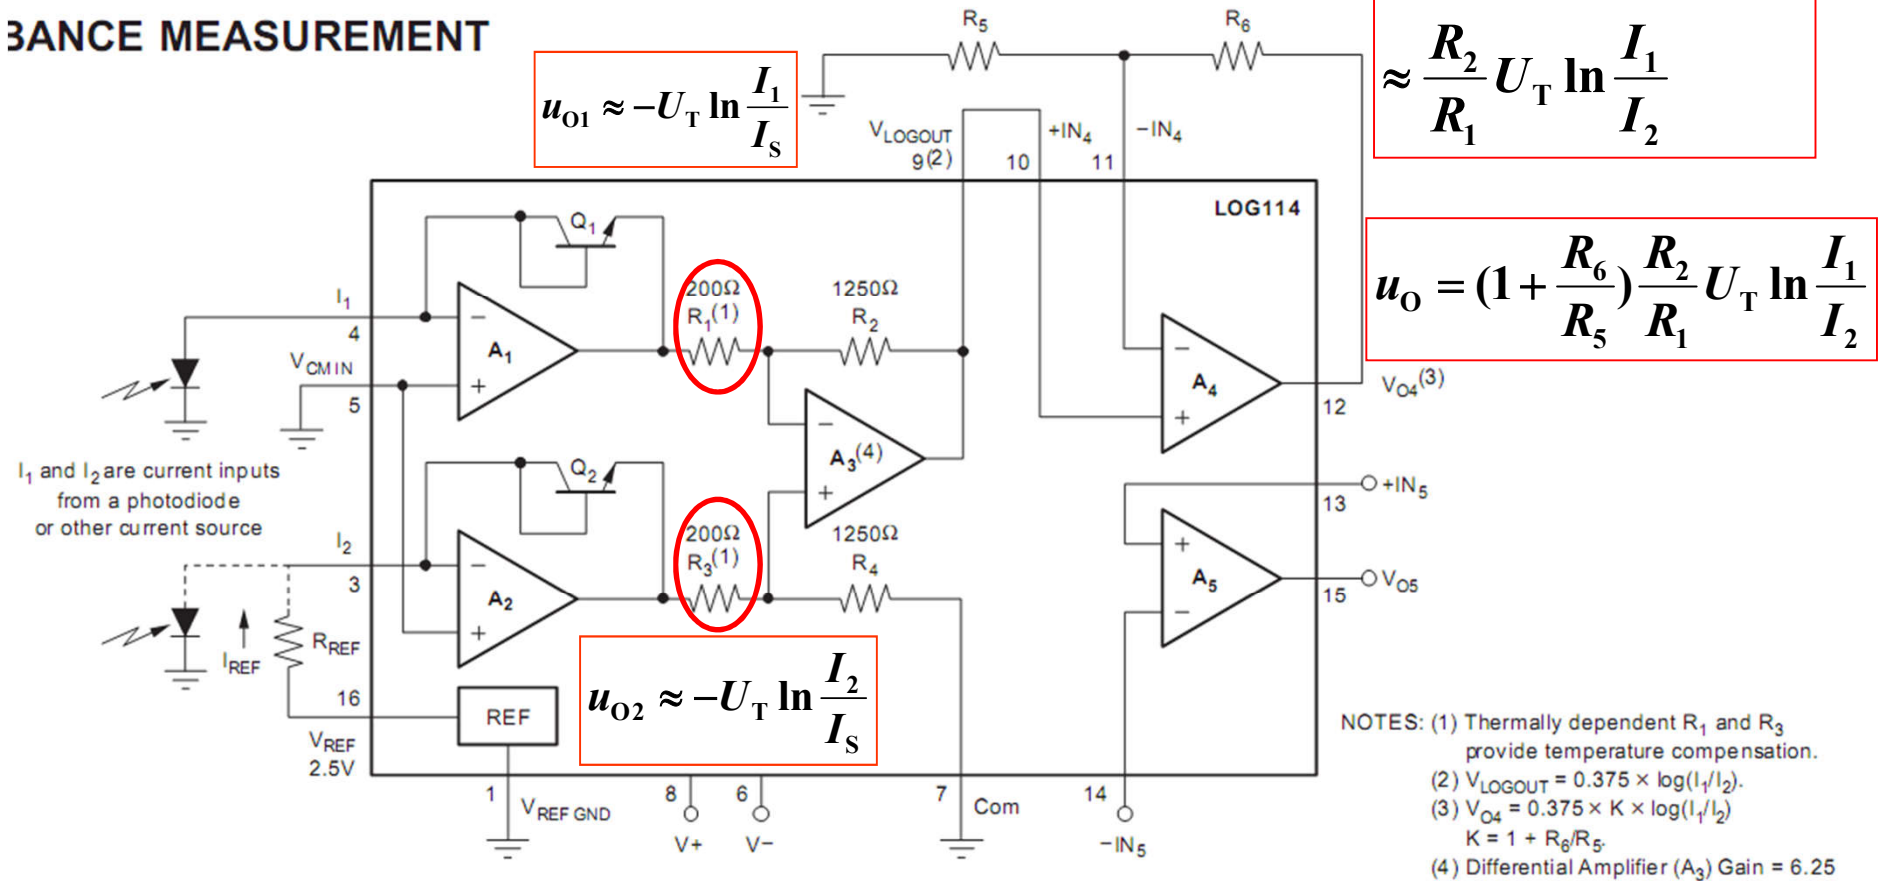 BANCE MEASUREMENT
R5
R6
≈ R2/R1 UT ln I1/I2
uO1 ≈ −UT ln I1/IS
VLOGOUT
+IN4
−IN4
9(2)
10
11
LOG114
uO = (1 + R6/R5) R2/R1 UT ln I1/I2
Q1
200Ω
R1(1)
1250Ω
R2
I1
4
VCMIN
5
A1
−
+
A3(4)
−
+
A4
−
+
VO4(3)
12
I1 and I2 are current inputs
from a photodiode
or other current source
Q2
200Ω
R3(1)
1250Ω
R4
I2
3
A2
−
+
+IN5
13
A5
+
−
VO5
15
RREF
IREF
16
REF
VREF
2.5V
uO2 ≈ −UT ln I2/IS
1
VREF GND
8
6
V+
V−
7
Com
14
−IN5
NOTES: (1) Thermally dependent R1 and R3
provide temperature compensation.
(2) VLOGOUT = 0.375 × log(I1/I2).
(3) VO4 = 0.375 × K × log(I1/I2)
K = 1 + R6/R5.
(4) Differential Amplifier (A3) Gain = 6.25